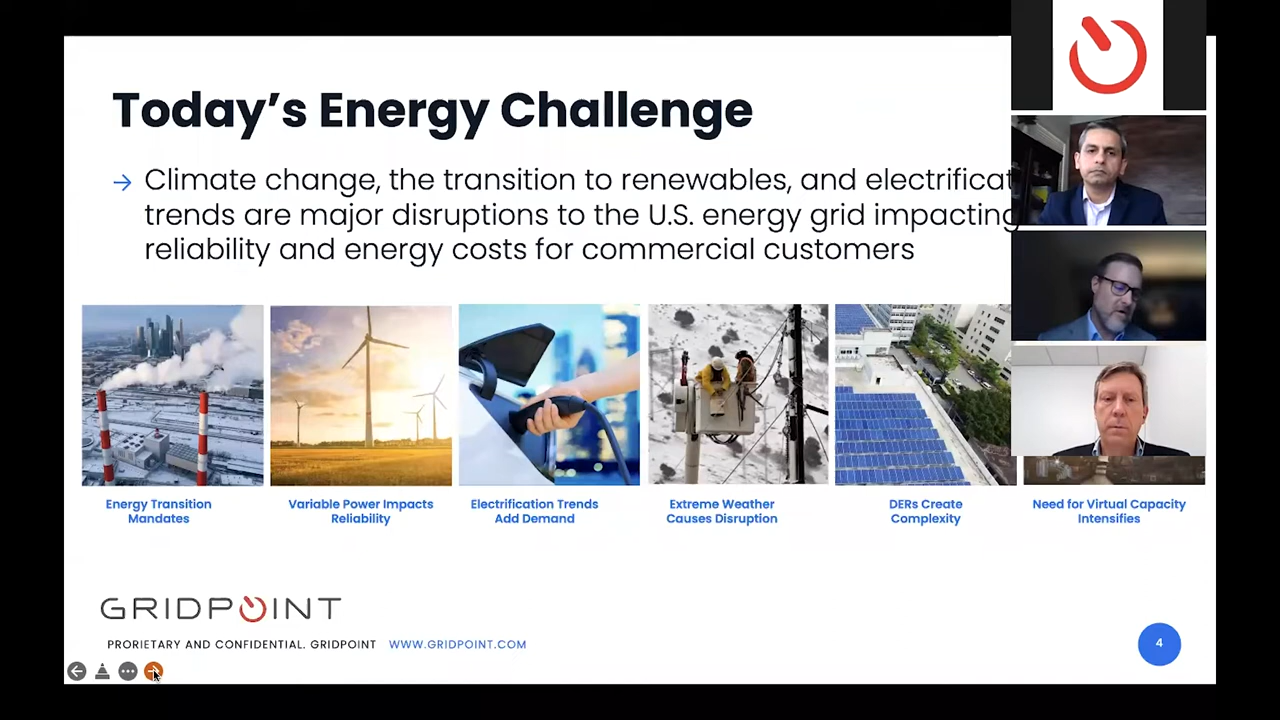 Today's Energy Challenge
→ Climate change, the transition to renewables, and electrificat
trends are major disruptions to the U.S. energy grid impacting
reliability and energy costs for commercial customers
Energy Transition
Mandates
Variable Power Impacts
Reliability
Electrification Trends
Add Demand
Extreme Weather
Causes Disruption
DERs Create
Complexity
Need for Virtual Capacity
Intensifies
GRIDPOINT
PRORIETARY AND CONFIDENTIAL. GRIDPOINT WWW.GRIDPOINT.COM
4